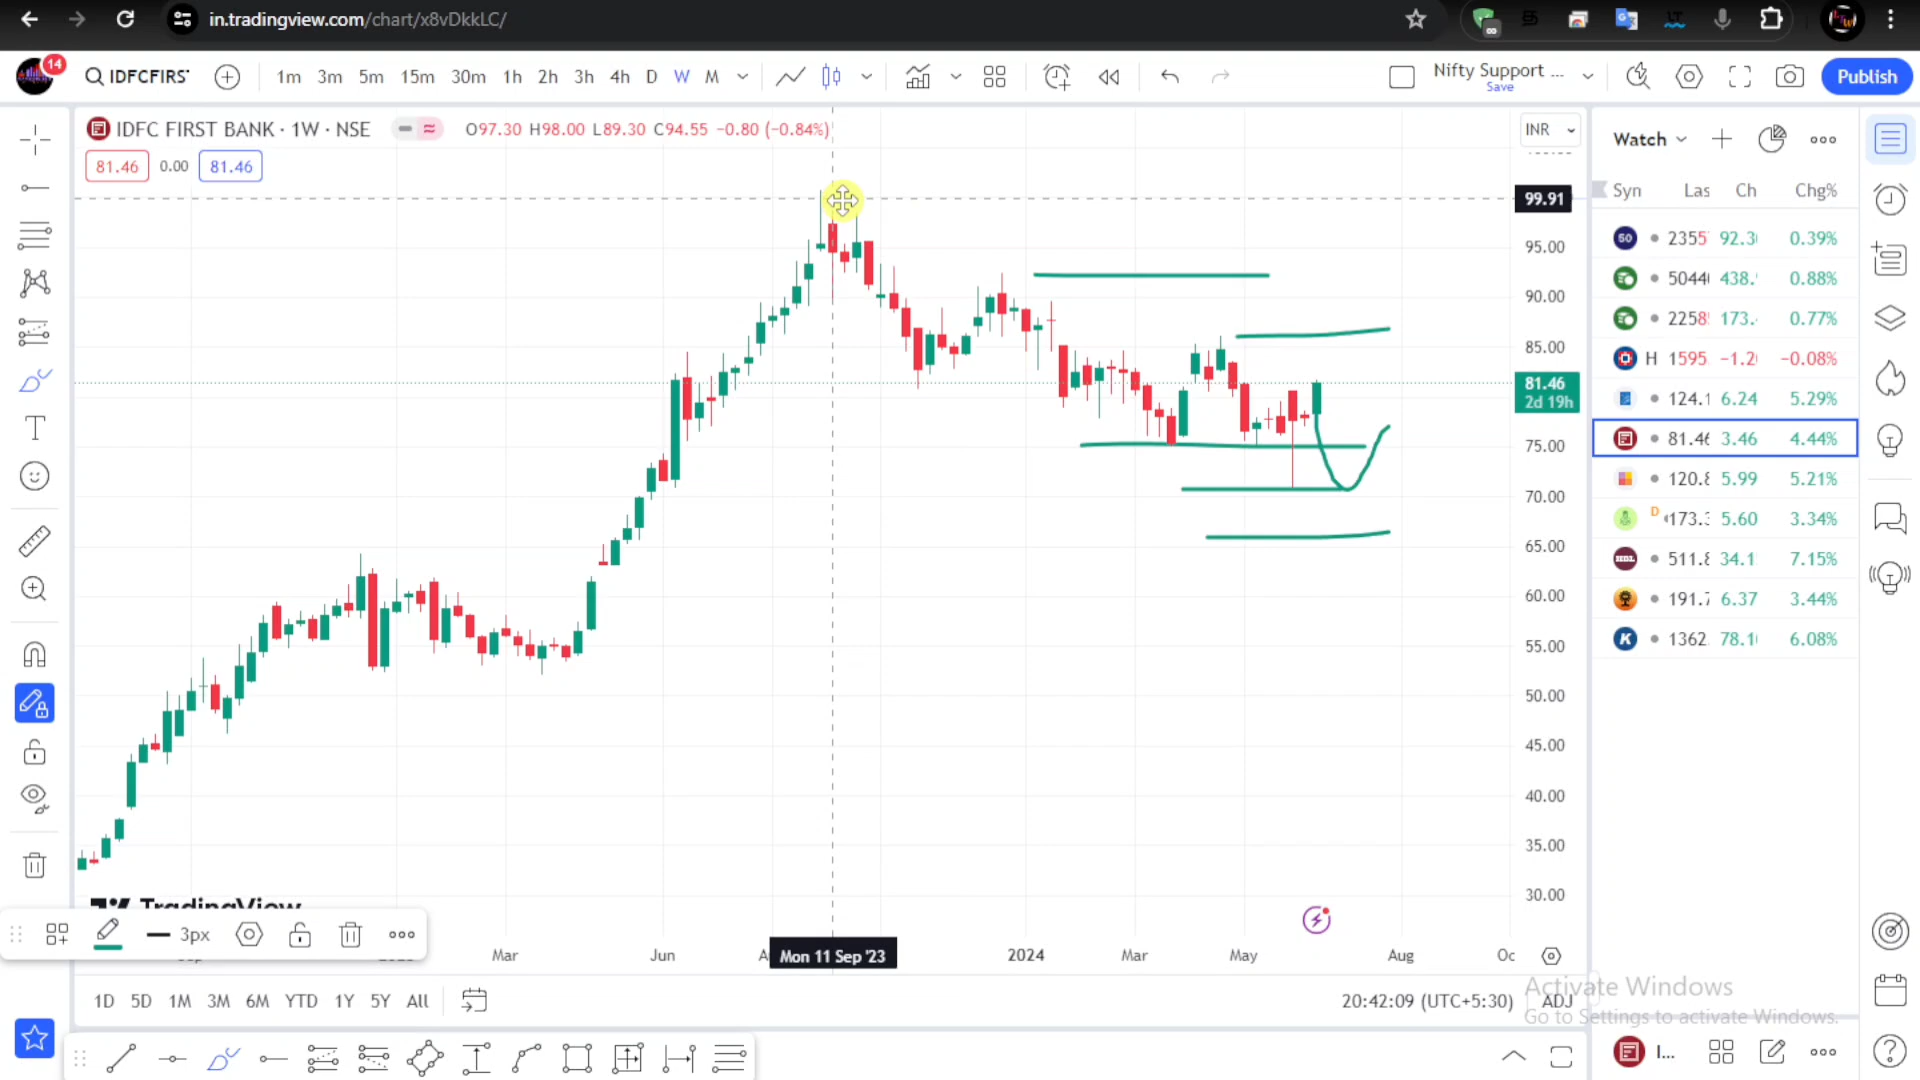 in.tradingview.com/chart/x8vDkkLC/
14
IDFCFIRS
1m 3m 5m 15m 30m 1h 2h 3h 4h D W M
Nifty Support ...
Save
Publish
IDFC FIRST BANK · 1W · NSE
O97.30 H98.00 L89.30 C94.55 −0.80 (−0.84%)
81.46 0.00 81.46
INR
99.91
95.00
90.00
85.00
81.46
2d 19h
75.00
70.00
65.00
60.00
55.00
50.00
45.00
40.00
35.00
30.00
Watch
Syn Las Ch Chg%
50 2355 92.3 0.39%
5044 438. 0.88%
2258 173. 0.77%
H 1595 −1.2 −0.08%
124.1 6.24 5.29%
81.46 3.46 4.44%
120.8 5.99 5.21%
D 173.3 5.60 3.34%
511.8 34.1 7.15%
191.7 6.37 3.44%
K 1362 78.1 6.08%
TradingView
3px
Mar Jun A Mon 11 Sep '23 2024 Mar May Aug Oc
1D 5D 1M 3M 6M YTD 1Y 5Y All
20:42:09 (UTC+5:30) ADJ
Activate Windows
Go to Settings to activate Windows.
I...